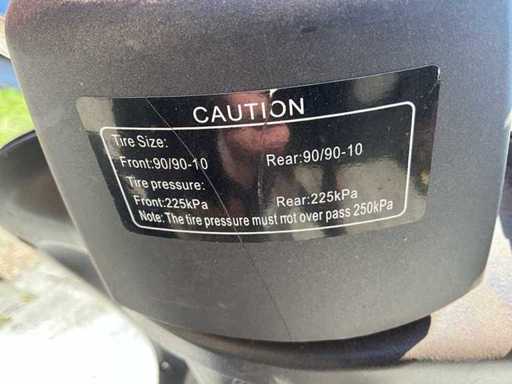 CAUTION
Tire Size:
Front:90/90-10 Rear:90/90-10
Tire pressure:
Front:225kPa Rear:225kPa
Note:The tire pressure must not over pass 250kPa